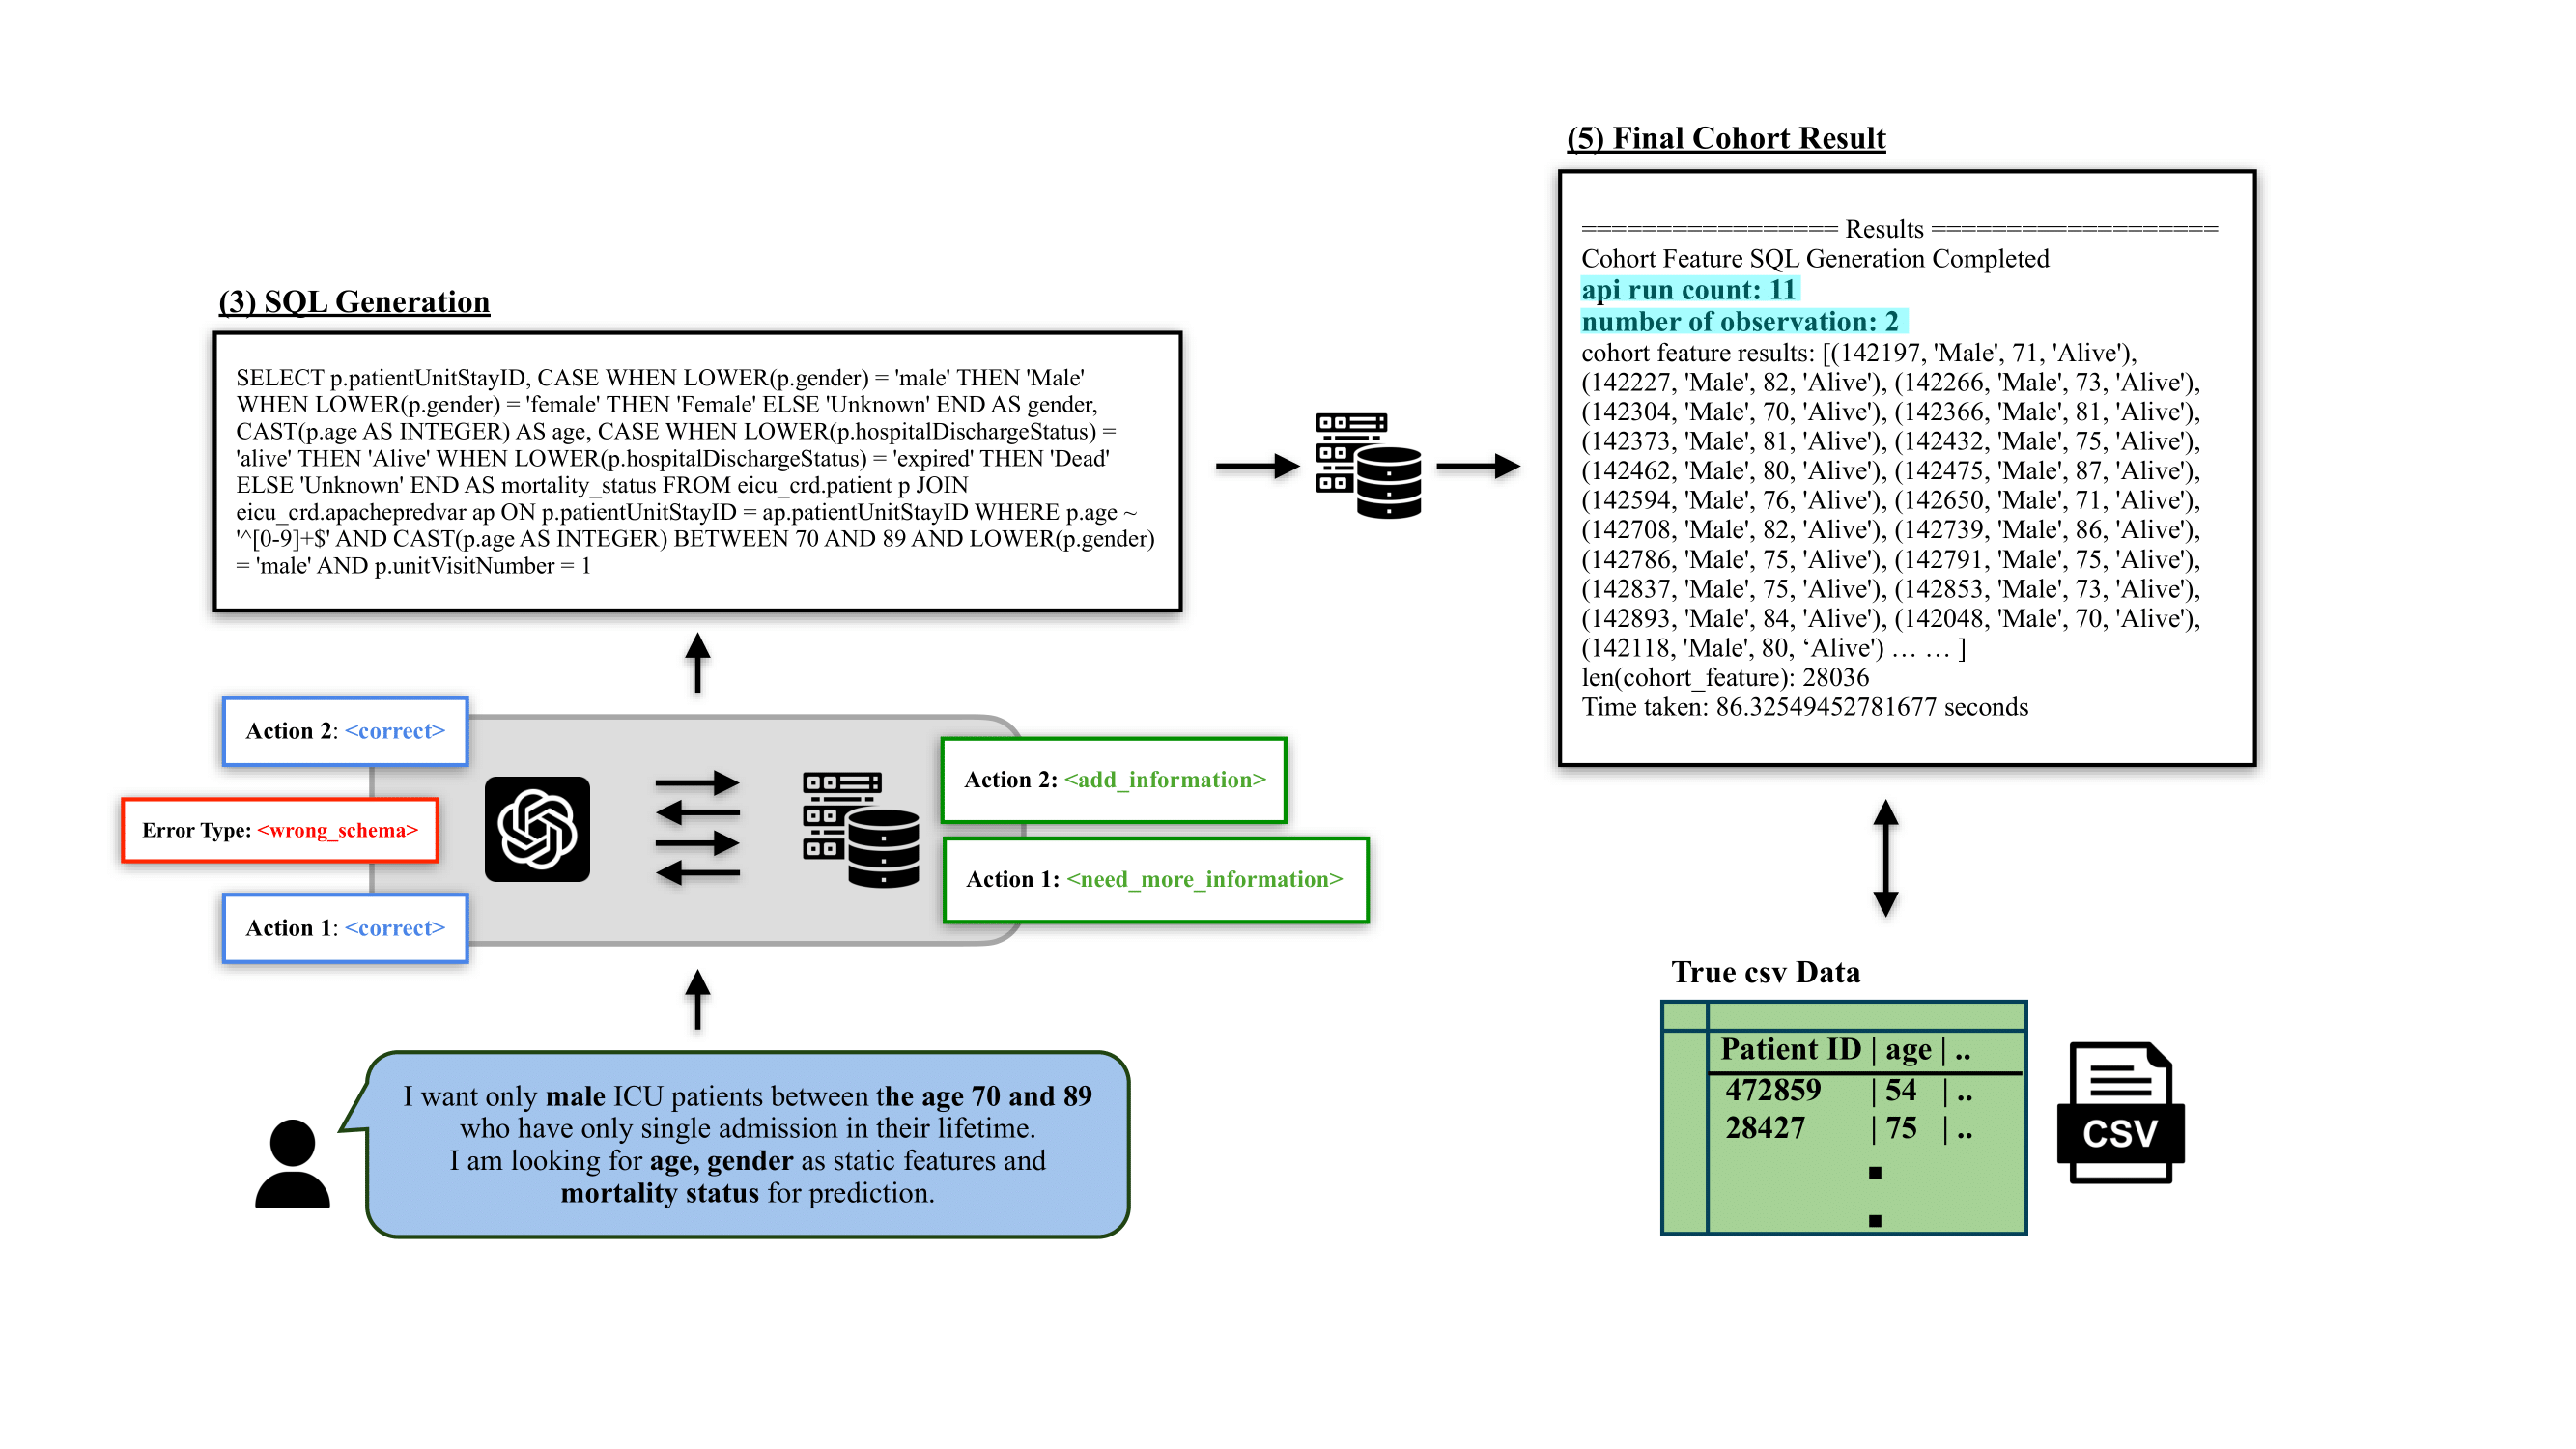 (5) Final Cohort Result
================= Results ===================
Cohort Feature SQL Generation Completed
api run count: 11
number of observation: 2
cohort feature results: [(142197, 'Male', 71, 'Alive'),
(142227, 'Male', 82, 'Alive'), (142266, 'Male', 73, 'Alive'),
(142304, 'Male', 70, 'Alive'), (142366, 'Male', 81, 'Alive'),
(142373, 'Male', 81, 'Alive'), (142432, 'Male', 75, 'Alive'),
(142462, 'Male', 80, 'Alive'), (142475, 'Male', 87, 'Alive'),
(142594, 'Male', 76, 'Alive'), (142650, 'Male', 71, 'Alive'),
(142708, 'Male', 82, 'Alive'), (142739, 'Male', 86, 'Alive'),
(142786, 'Male', 75, 'Alive'), (142791, 'Male', 75, 'Alive'),
(142837, 'Male', 75, 'Alive'), (142853, 'Male', 73, 'Alive'),
(142893, 'Male', 84, 'Alive'), (142048, 'Male', 70, 'Alive'),
(142118, 'Male', 80, ‘Alive') … … ]
len(cohort_feature): 28036
Time taken: 86.32549452781677 seconds
(3) SQL Generation
SELECT p.patientUnitStayID, CASE WHEN LOWER(p.gender) = 'male' THEN 'Male'
WHEN LOWER(p.gender) = 'female' THEN 'Female' ELSE 'Unknown' END AS gender,
CAST(p.age AS INTEGER) AS age, CASE WHEN LOWER(p.hospitalDischargeStatus) =
'alive' THEN 'Alive' WHEN LOWER(p.hospitalDischargeStatus) = 'expired' THEN 'Dead'
ELSE 'Unknown' END AS mortality_status FROM eicu_crd.patient p JOIN
eicu_crd.apachepredvar ap ON p.patientUnitStayID = ap.patientUnitStayID WHERE p.age ~
'^[0-9]+$' AND CAST(p.age AS INTEGER) BETWEEN 70 AND 89 AND LOWER(p.gender)
= 'male' AND p.unitVisitNumber = 1
Action 2: <correct>
Error Type: <wrong_schema>
Action 1: <correct>
Action 2: <add_information>
Action 1: <need_more_information>
I want only male ICU patients between the age 70 and 89
who have only single admission in their lifetime.
I am looking for age, gender as static features and
mortality status for prediction.
True csv Data
Patient ID | age | ..
472859 | 54 | ..
28427 | 75 | ..
CSV